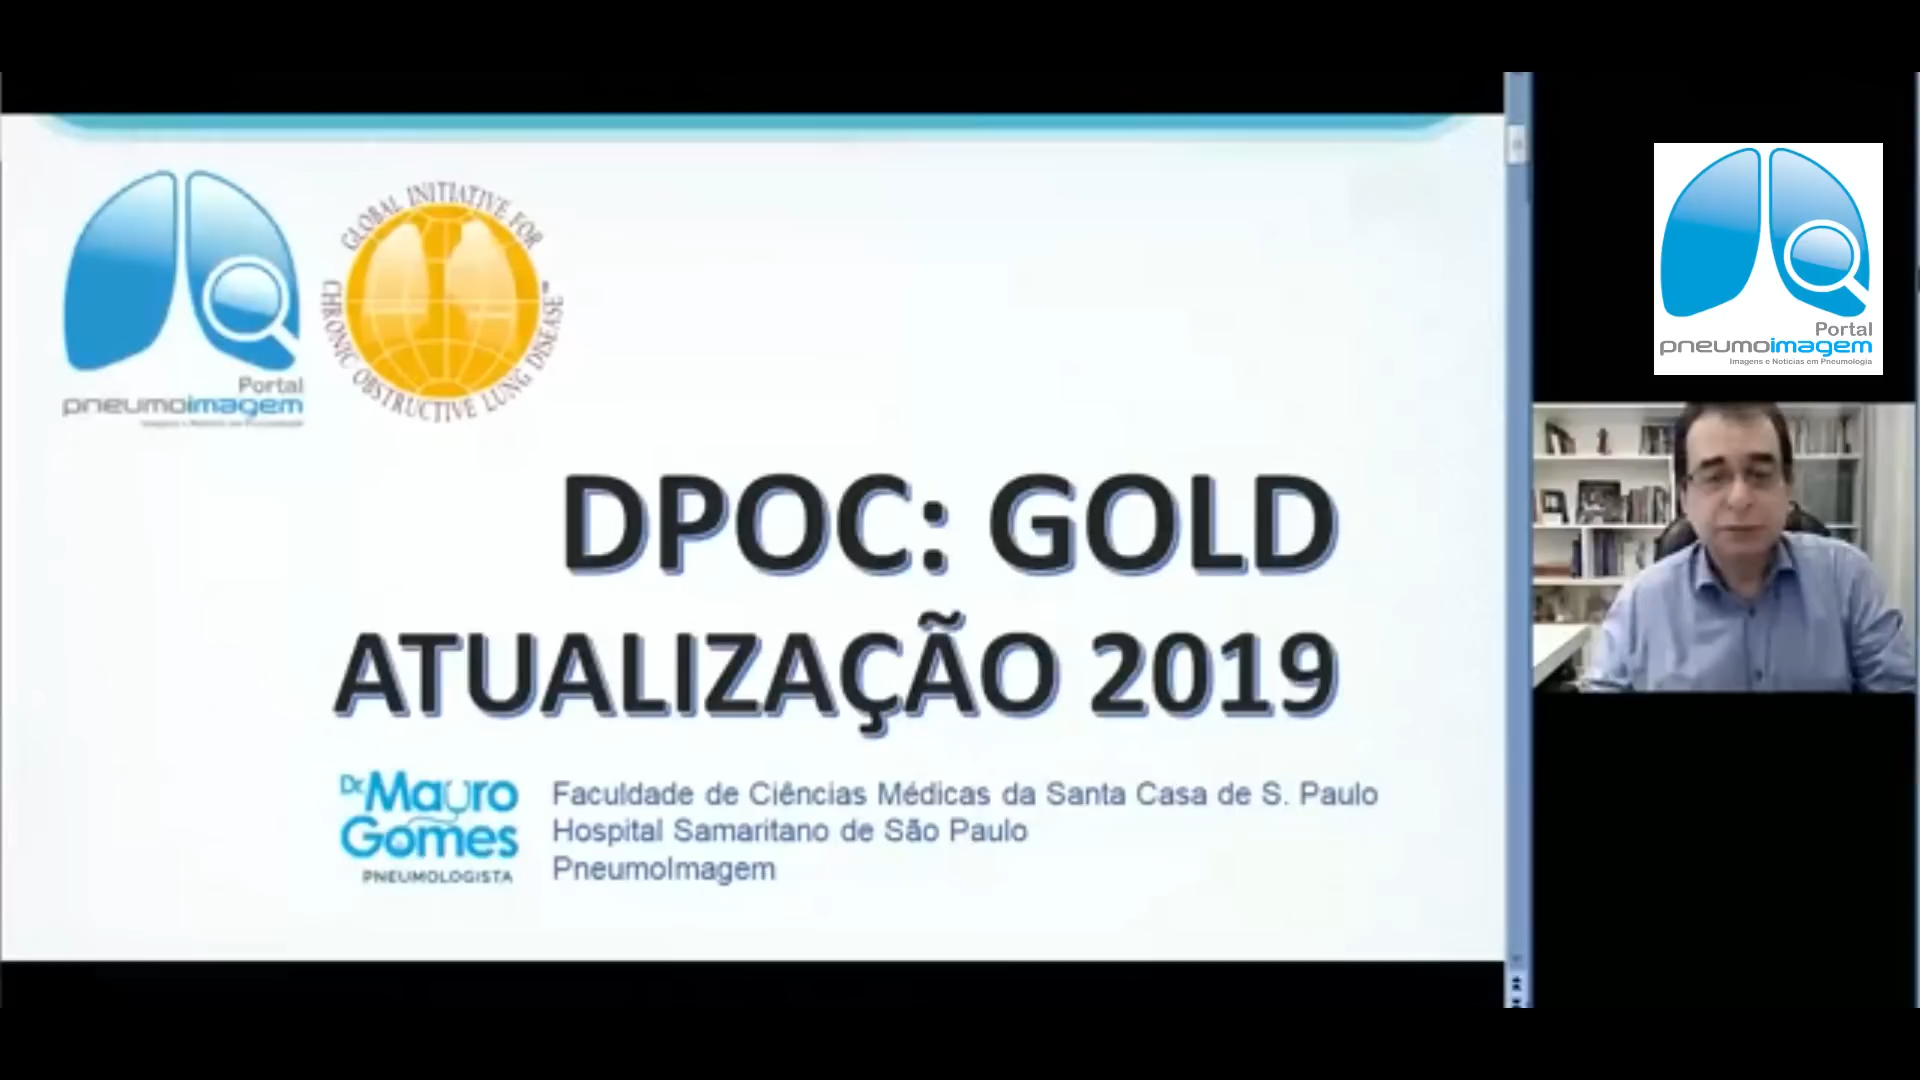 GLOBAL INITIATIVE FOR
CHRONIC OBSTRUCTIVE LUNG DISEASE
Portal
pneumoimagem
DPOC: GOLD
ATUALIZAÇÃO 2019
Dr. Mauro
Gomes
PNEUMOLOGISTA
Faculdade de Ciências Médicas da Santa Casa de S. Paulo
Hospital Samaritano de São Paulo
PneumoImagem
Portal
pneumoimagem
Imagens e Notícias em Pneumologia